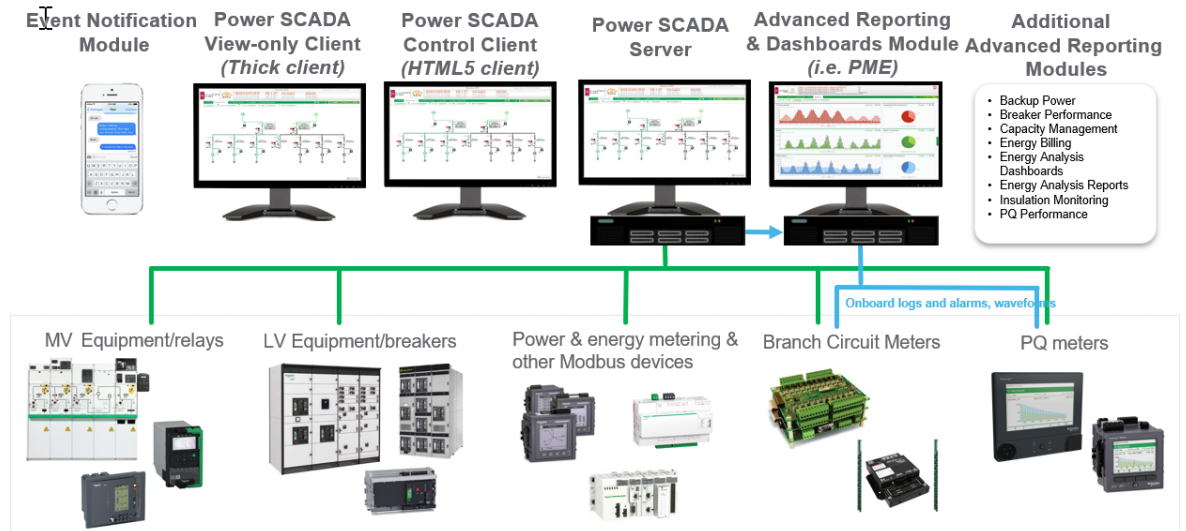 Event Notification
Module
Power SCADA
View-only Client
(Thick client)
Power SCADA
Control Client
(HTML5 client)
Power SCADA
Server
Advanced Reporting
& Dashboards Module
(i.e. PME)
Additional
Advanced Reporting
Modules
• Backup Power
• Breaker Performance
• Capacity Management
• Energy Billing
• Energy Analysis
Dashboards
• Energy Analysis Reports
• Insulation Monitoring
• PQ Performance
Onboard logs and alarms, waveforms
MV Equipment/relays
LV Equipment/breakers
Power & energy metering &
other Modbus devices
Branch Circuit Meters
PQ meters